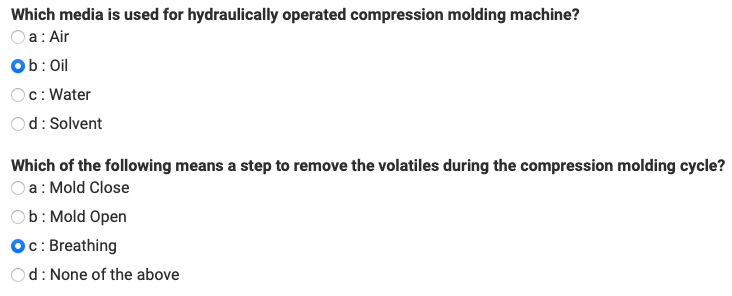 Which media is used for hydraulically operated compression molding machine?
a : Air
b : Oil
c : Water
d : Solvent
Which of the following means a step to remove the volatiles during the compression molding cycle?
a : Mold Close
b : Mold Open
c : Breathing
d : None of the above